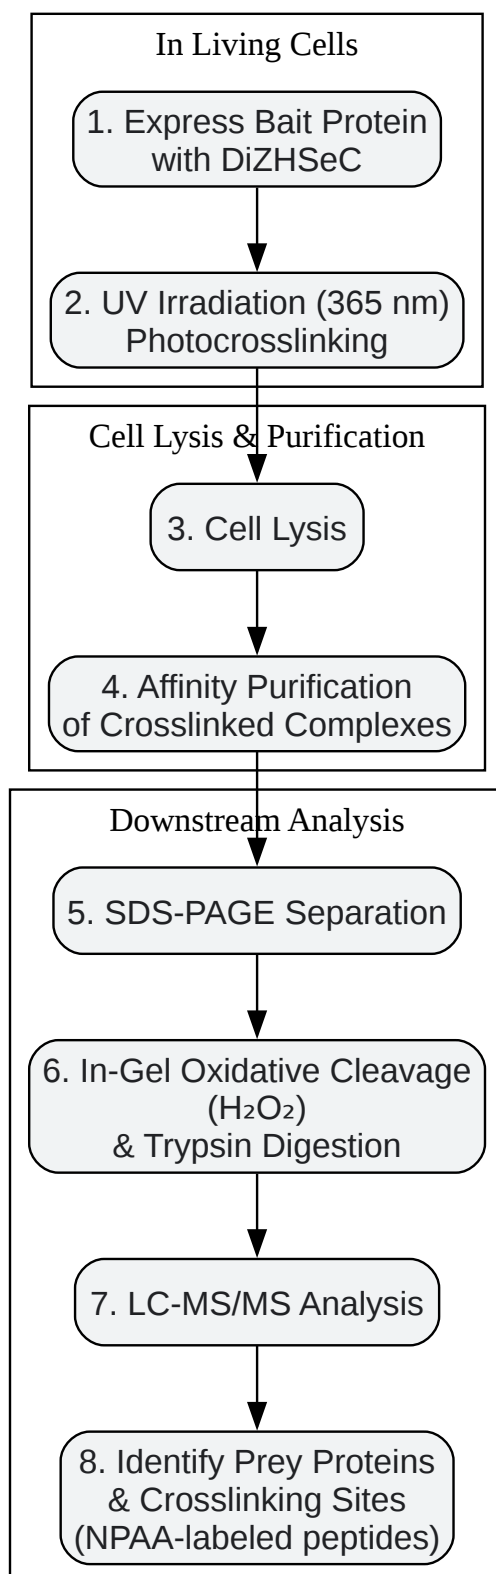 In Living Cells
1. Express Bait Protein
with DiZHSeC
2. UV Irradiation (365 nm)
Photocrosslinking
Cell Lysis & Purification
3. Cell Lysis
4. Affinity Purification
of Crosslinked Complexes
Downstream Analysis
5. SDS-PAGE Separation
6. In-Gel Oxidative Cleavage
(H₂O₂)
& Trypsin Digestion
7. LC-MS/MS Analysis
8. Identify Prey Proteins
& Crosslinking Sites
(NPAA-labeled peptides)